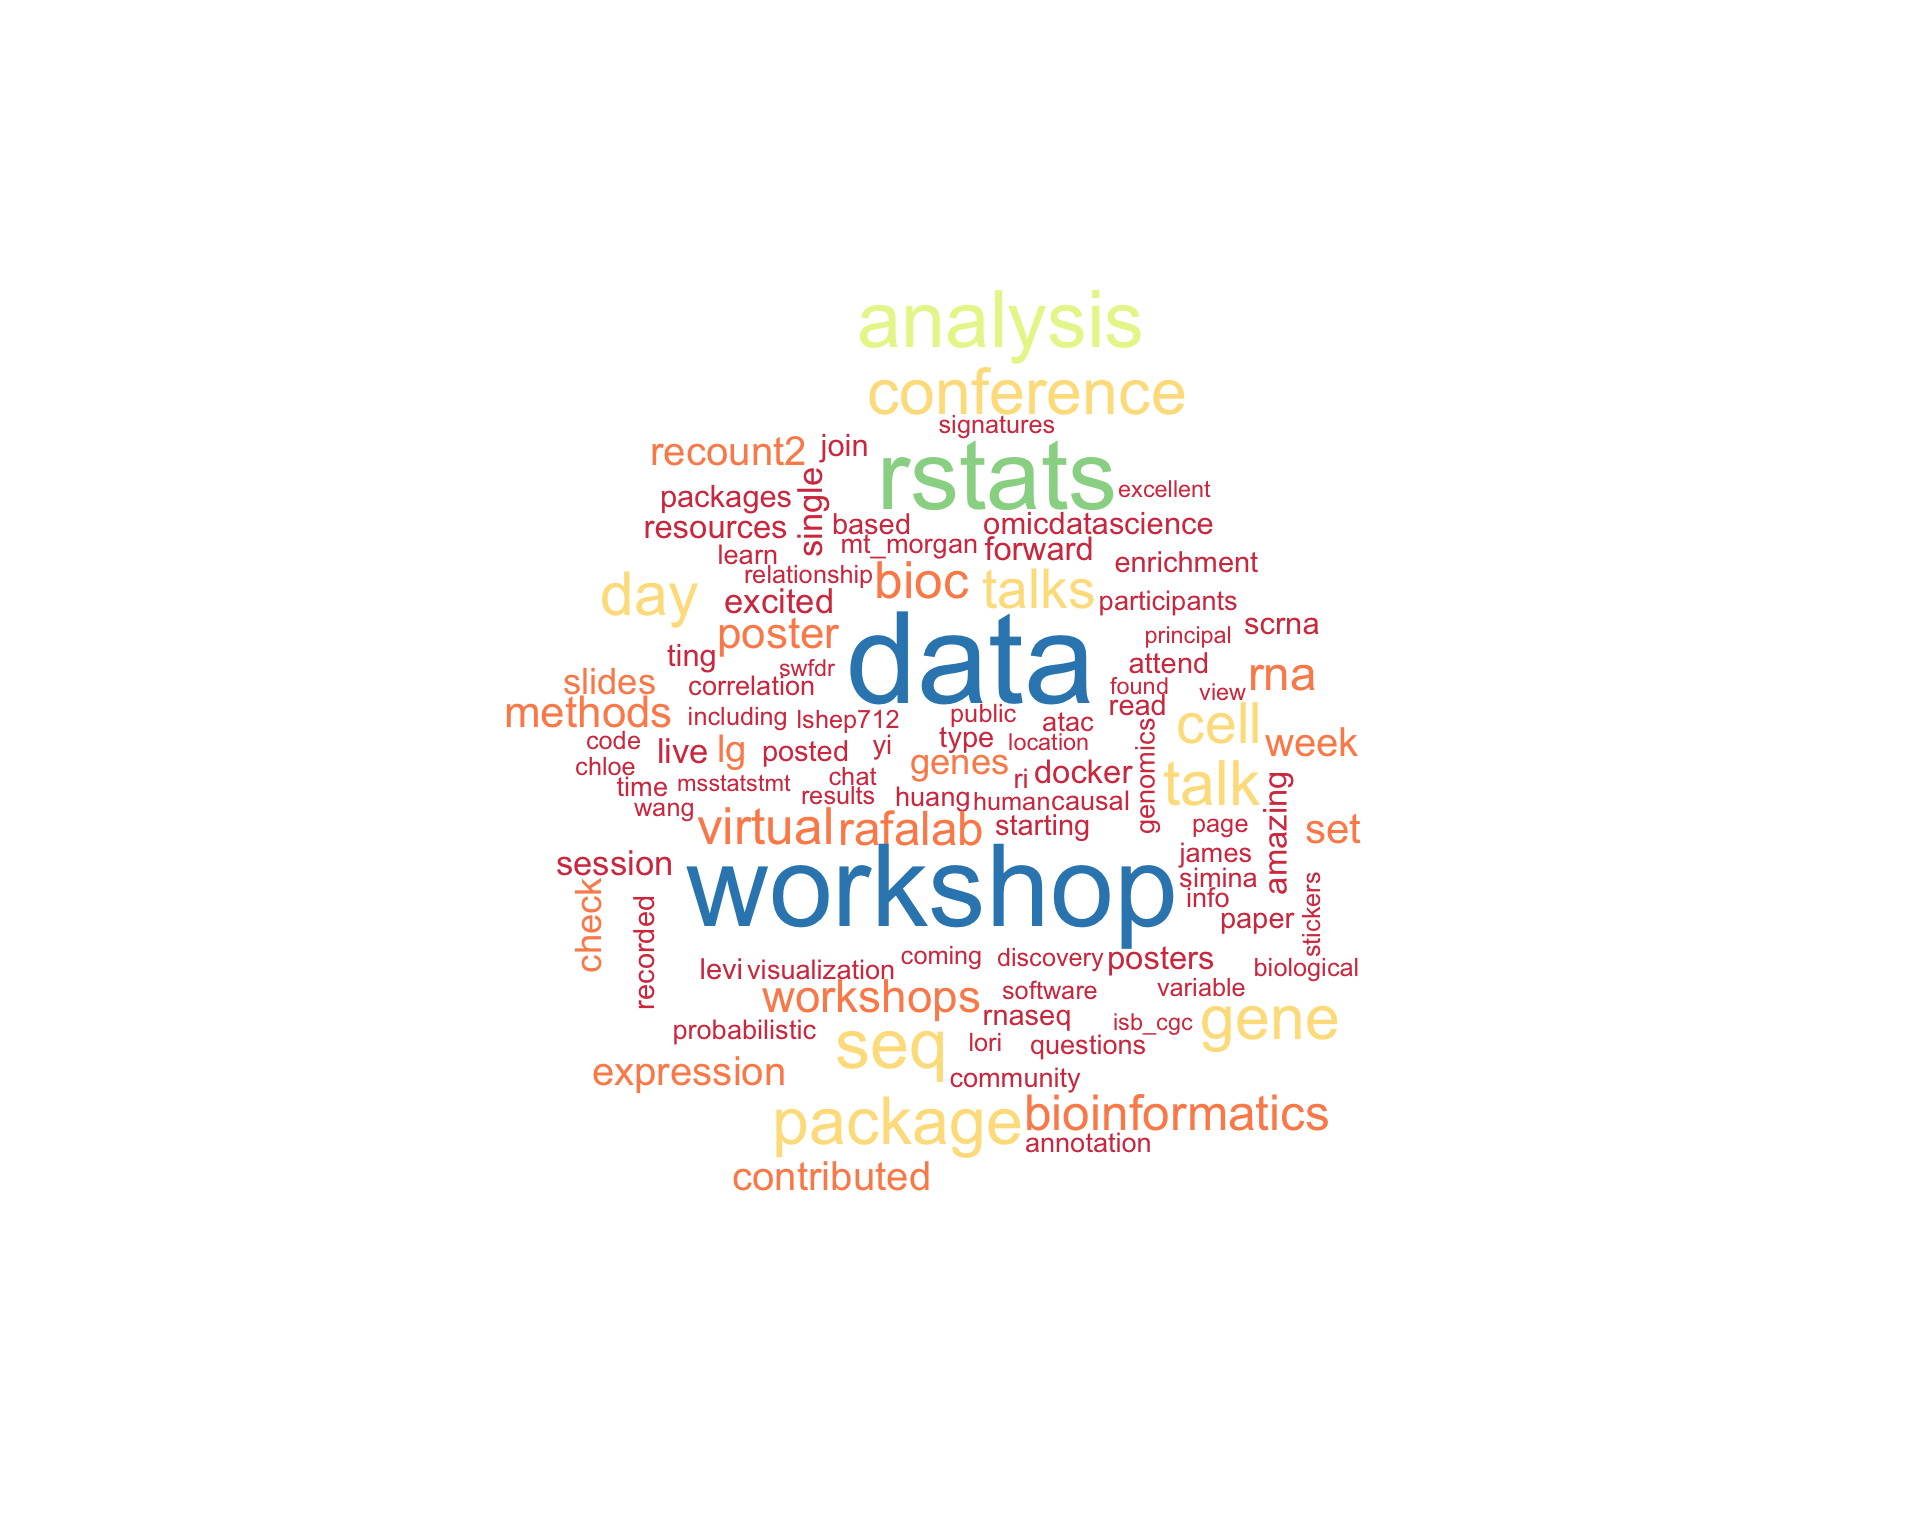 analysis
conference
signatures
recount2
join
rstats
single
packages
excellent
resources
based
omicdatascience
learn
mt_morgan
forward
enrichment
relationship
bioc
talks
day
excited
participants
poster
data
principal
scrna
ting
swfdr
attend
rna
slides
correlation
found
view
methods
including
lshep712
public
atac
read
cell
code
live
lg
posted
yi
type
location
genomics
week
chloe
genes
time
msstatstmt
chat
ri
docker
talk
wang
results
huang
humancausal
amazing
virtual
rafalab
starting
page
set
session
workshop
james
simina
info
check
recorded
paper
stickers
levi
visualization
coming
discovery
posters
biological
workshops
software
variable
probabilistic
seq
rnaseq
isb_cgc
gene
lori
questions
expression
community
package
bioinformatics
annotation
contributed